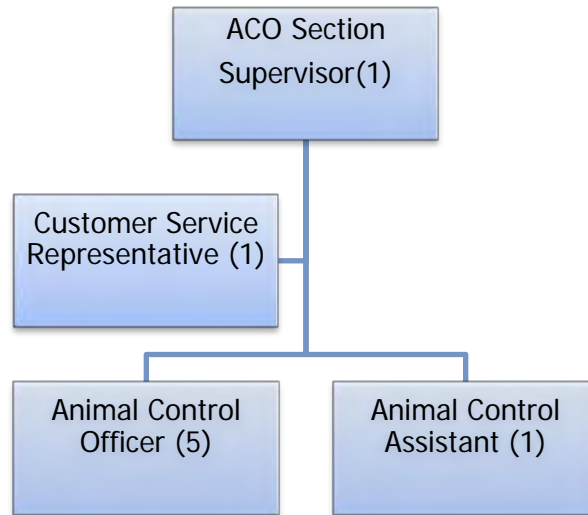 ACO Section
Supervisor(1)
Customer Service
Representative (1)
Animal Control
Officer (5)
Animal Control
Assistant (1)